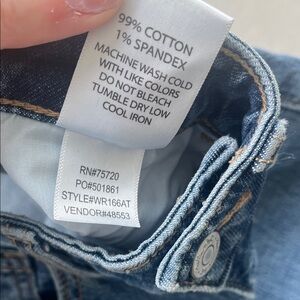 99% COTTON
1% SPANDEX
MACHINE WASH COLD
WITH LIKE COLORS
DO NOT BLEACH
TUMBLE DRY LOW
COOL IRON
RN#75720
PO#501861
STYLE#WR166AT
VENDOR#48553